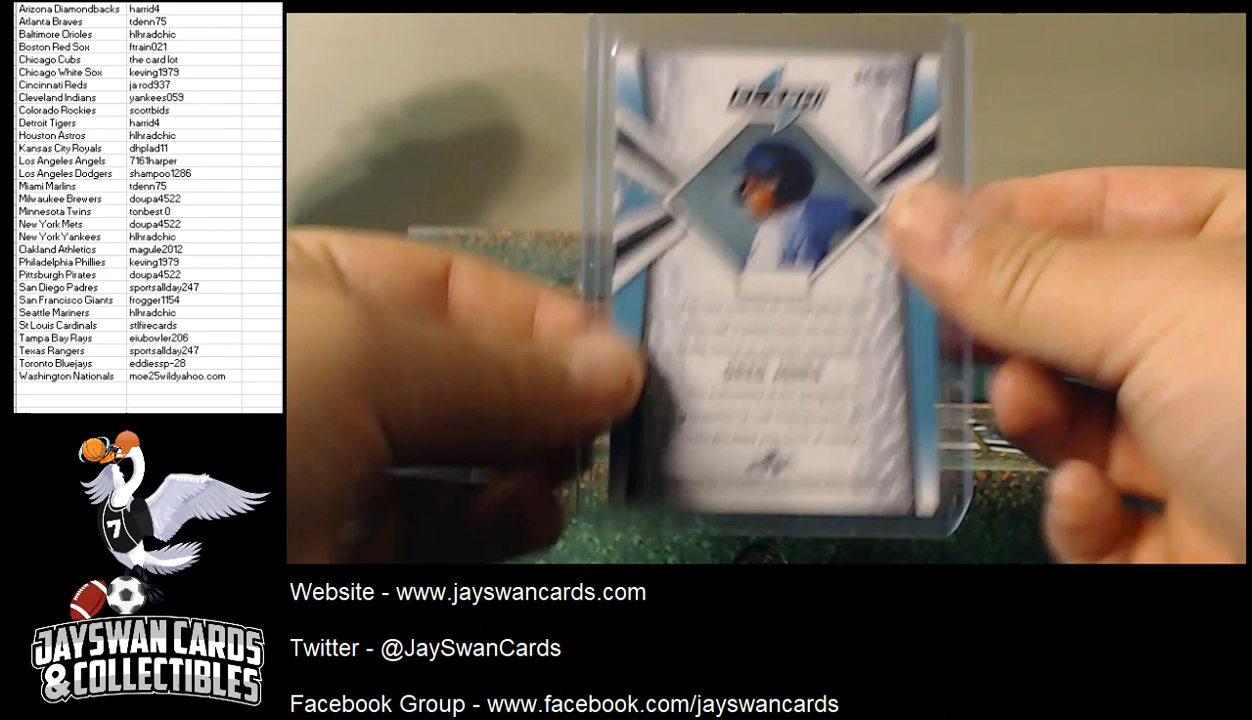 Arizona Diamondbacks harrid4
Atlanta Braves tdenn75
Baltimore Orioles hlhradchic
Boston Red Sox ftrain021
Chicago Cubs the card lot
Chicago White Sox keving1979
Cincinnati Reds jarod937
Cleveland Indians yankees059
Colorado Rockies scottbids
Detroit Tigers harrid4
Houston Astros hlhradchic
Kansas City Royals dhplad11
Los Angeles Angels 7161harper
Los Angeles Dodgers shampoo1286
Miami Marlins tdenn75
Milwaukee Brewers doupa4522
Minnesota Twins tonbest0
New York Mets doupa4522
New York Yankees hlhradchic
Oakland Athletics magule2012
Philadelphia Phillies keving1979
Pittsburgh Pirates doupa4522
San Diego Padres sportsallday247
San Francisco Giants frogger1154
Seattle Mariners hlhradchic
St Louis Cardinals stlfirecards
Tampa Bay Rays eiubowler206
Texas Rangers sportsallday247
Toronto Bluejays eddiessp-28
Washington Nationals moe25wildyahoo.com
7
JAYSWAN CARDS
& COLLECTIBLES
Website - www.jayswancards.com
Twitter - @JaySwanCards
Facebook Group - www.facebook.com/jayswancards